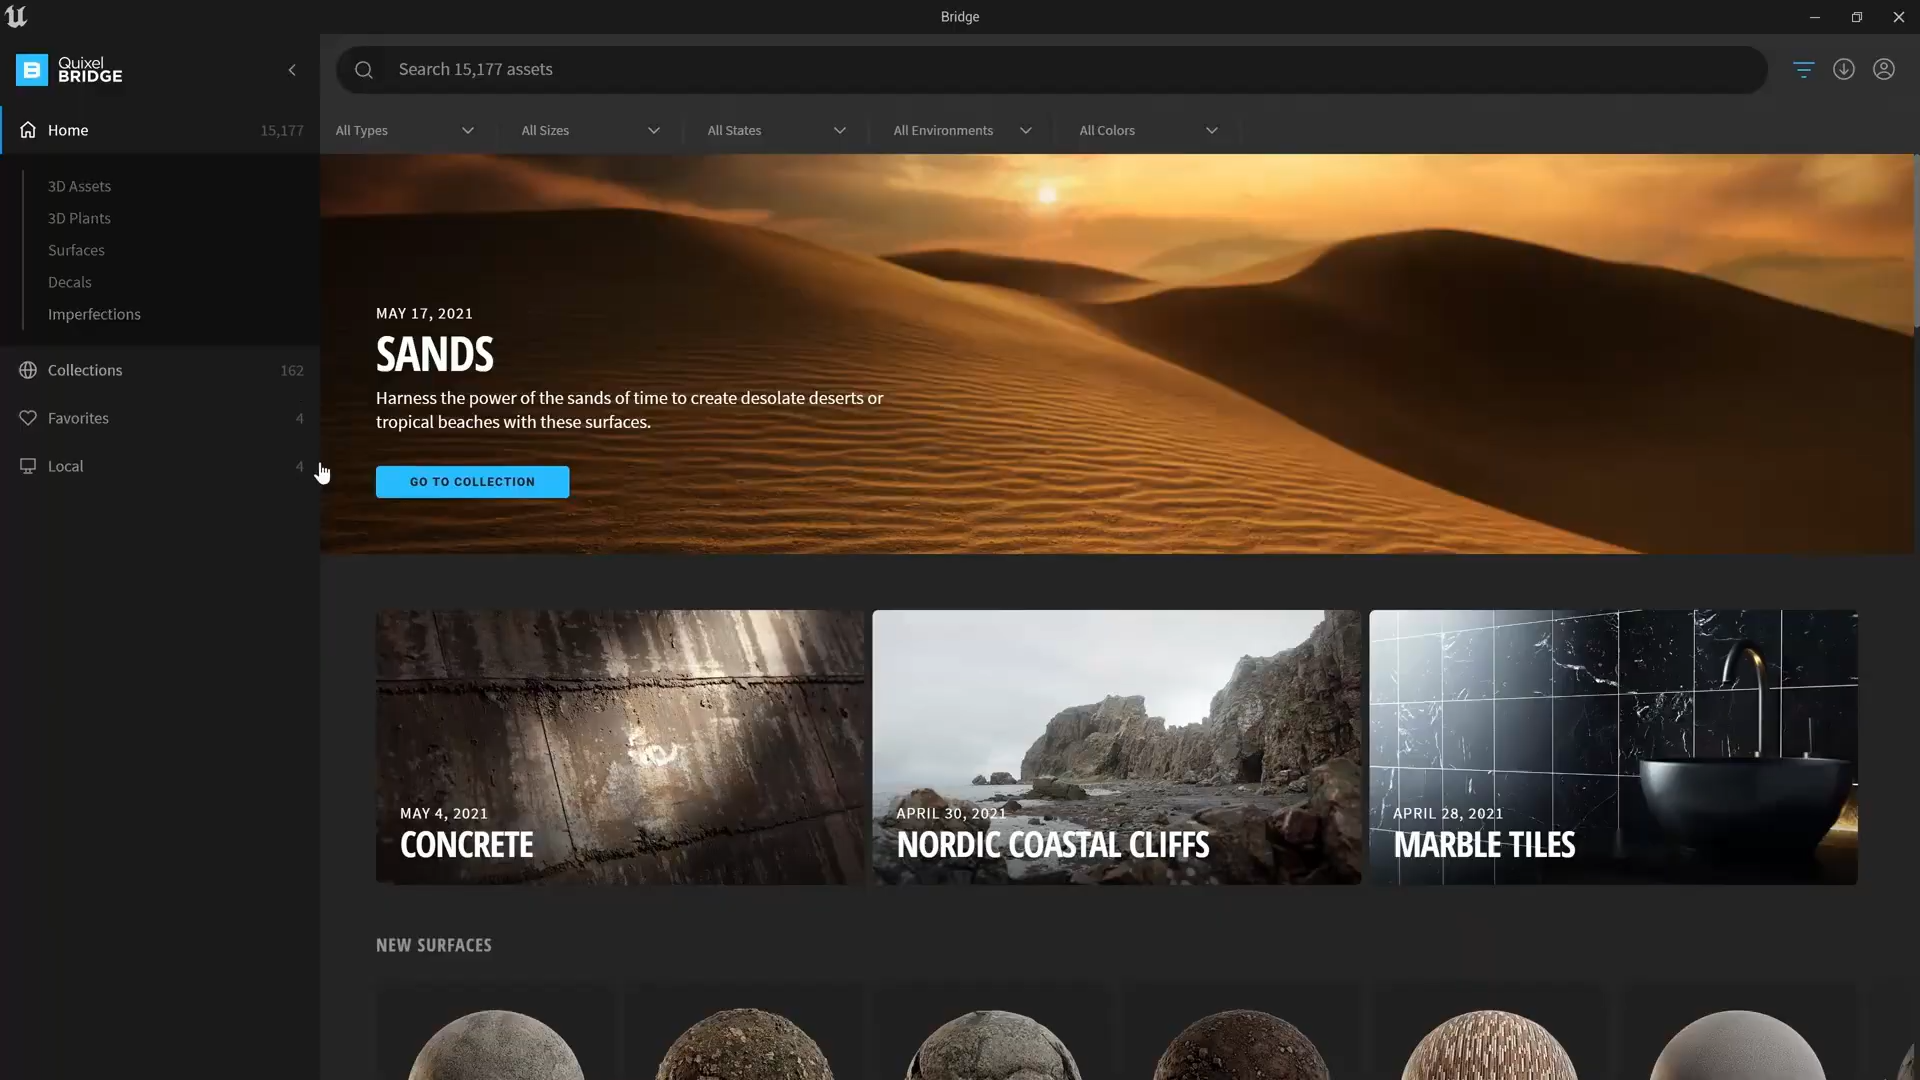 Bridge
Quixel
BRIDGE
Search 15,177 assets
Home 15,177
All Types
All Sizes
All States
All Environments
All Colors
3D Assets
3D Plants
Surfaces
Decals
Imperfections
Collections 162
Favorites 4
Local 4
MAY 17, 2021
SANDS
Harness the power of the sands of time to create desolate deserts or
tropical beaches with these surfaces.
GO TO COLLECTION
MAY 4, 2021
CONCRETE
APRIL 30, 2021
NORDIC COASTAL CLIFFS
APRIL 28, 2021
MARBLE TILES
NEW SURFACES